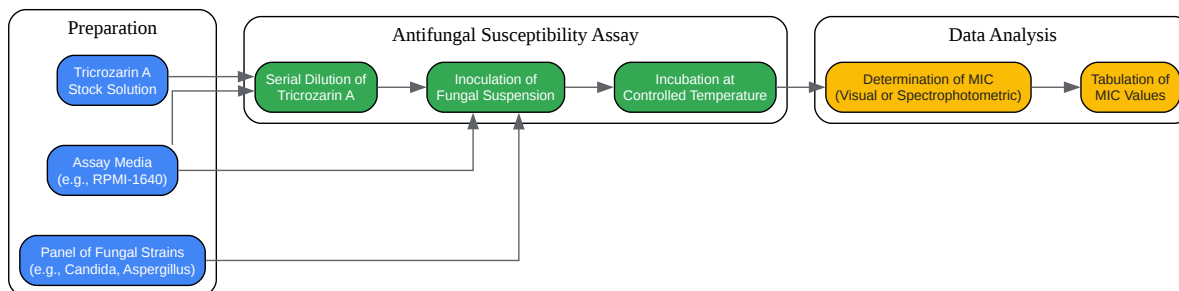 Preparation
Tricrozarin A
Stock Solution
Assay Media
(e.g., RPMI-1640)
Panel of Fungal Strains
(e.g., Candida, Aspergillus)
Antifungal Susceptibility Assay
Serial Dilution of
Tricrozarin A
Inoculation of
Fungal Suspension
Incubation at
Controlled Temperature
Data Analysis
Determination of MIC
(Visual or Spectrophotometric)
Tabulation of
MIC Values